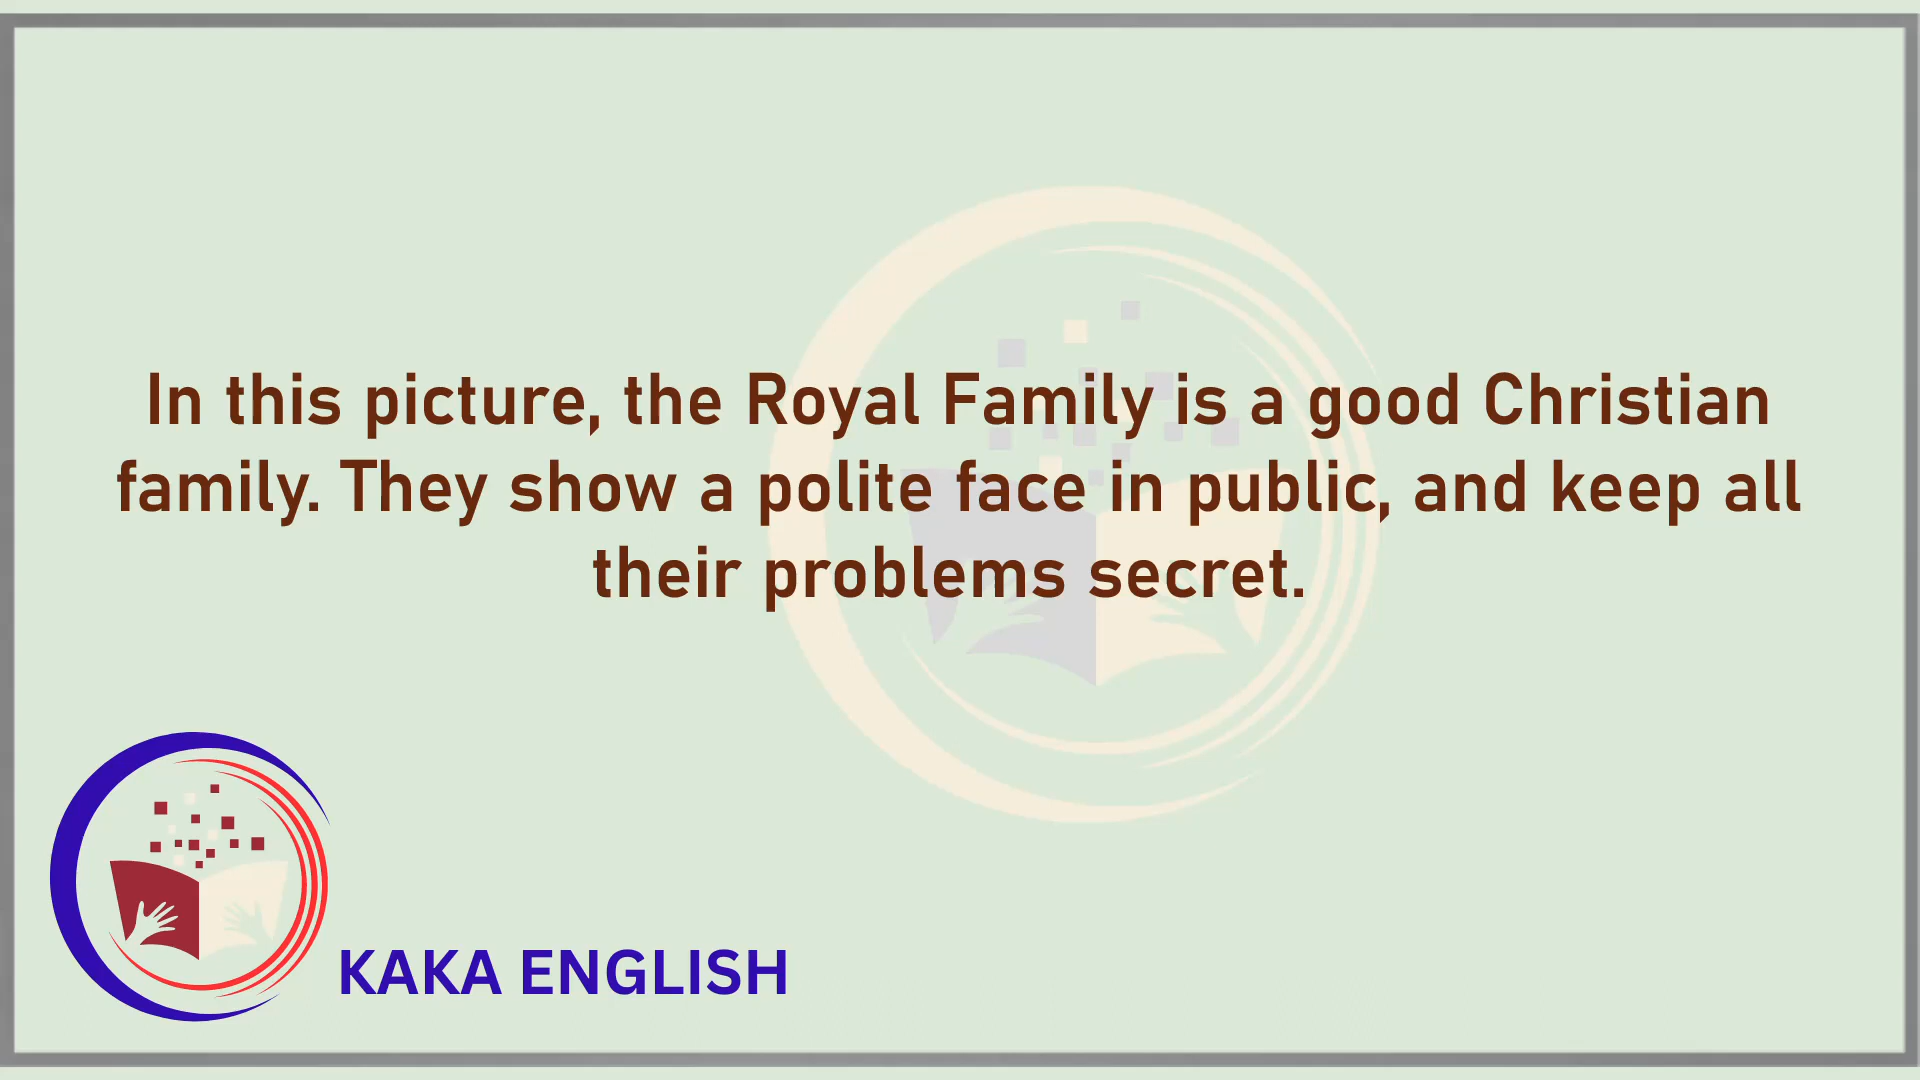 In this picture, the Royal Family is a good Christian
family. They show a polite face in public, and keep all
their problems secret.
KAKA ENGLISH